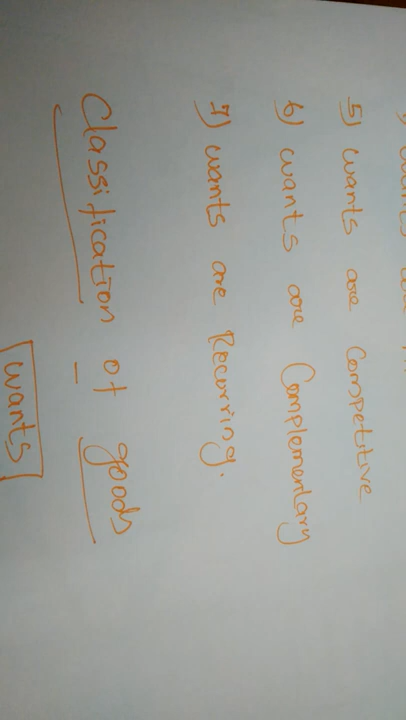 5) wants are Competitive
6) wants are Complementary
7) wants are Recurring.
Classification of goods
wants